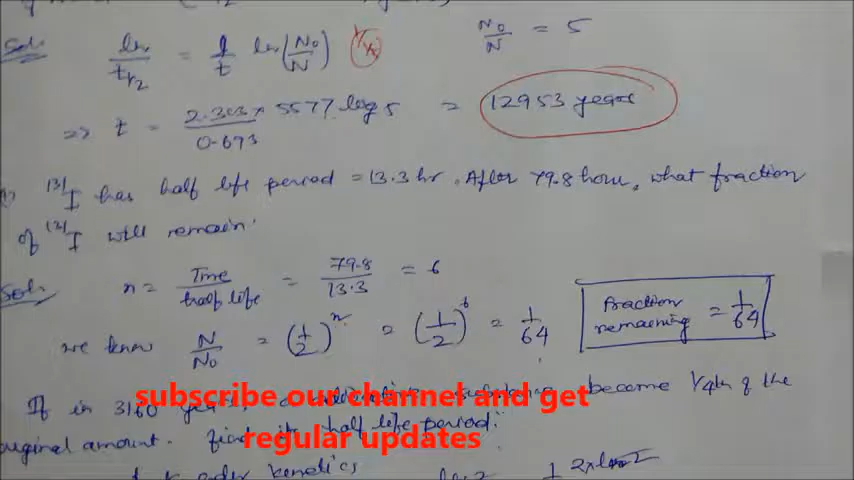 Sol:
ln / t1/2 = 1/t ln (N0/N) N0/N = 5
=> t = 2.303 × 5577 log 5 / 0.693 = 12953 years
131I has half life period = 13.3 hr. After 79.8 hour, what fraction
of 131I will remain.
Sol: n = Time / half life = 79.8 / 13.3 = 6
we know N/N0 = (1/2)^n = (1/2)^6 = 1/64 fraction remaining = 1/64
If in 3160 years, a become 1/4th of the
original amount. find its half life period.
subscribe our channel and get
regular updates
order kinetics